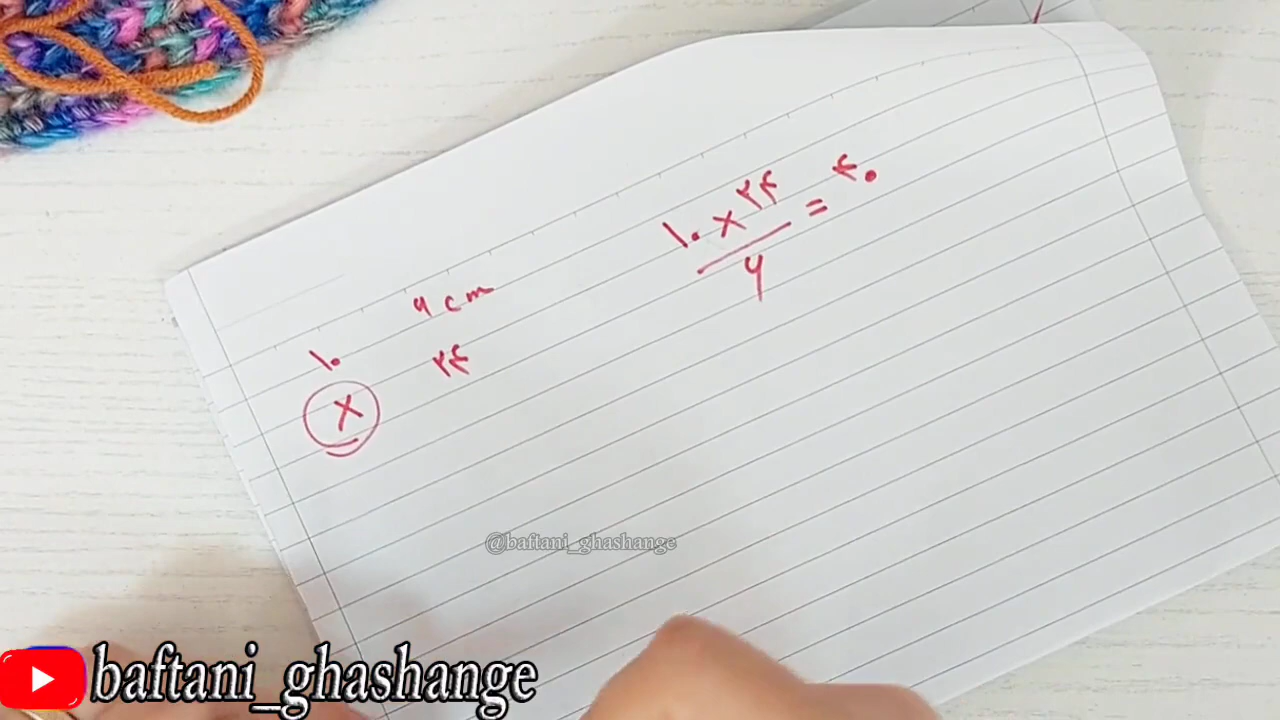 ۱۰ × ۲۴ = ۴۰
۶
۶ cm
۱۰
۲۴
x
@baftani_ghashange
baftani_ghashange